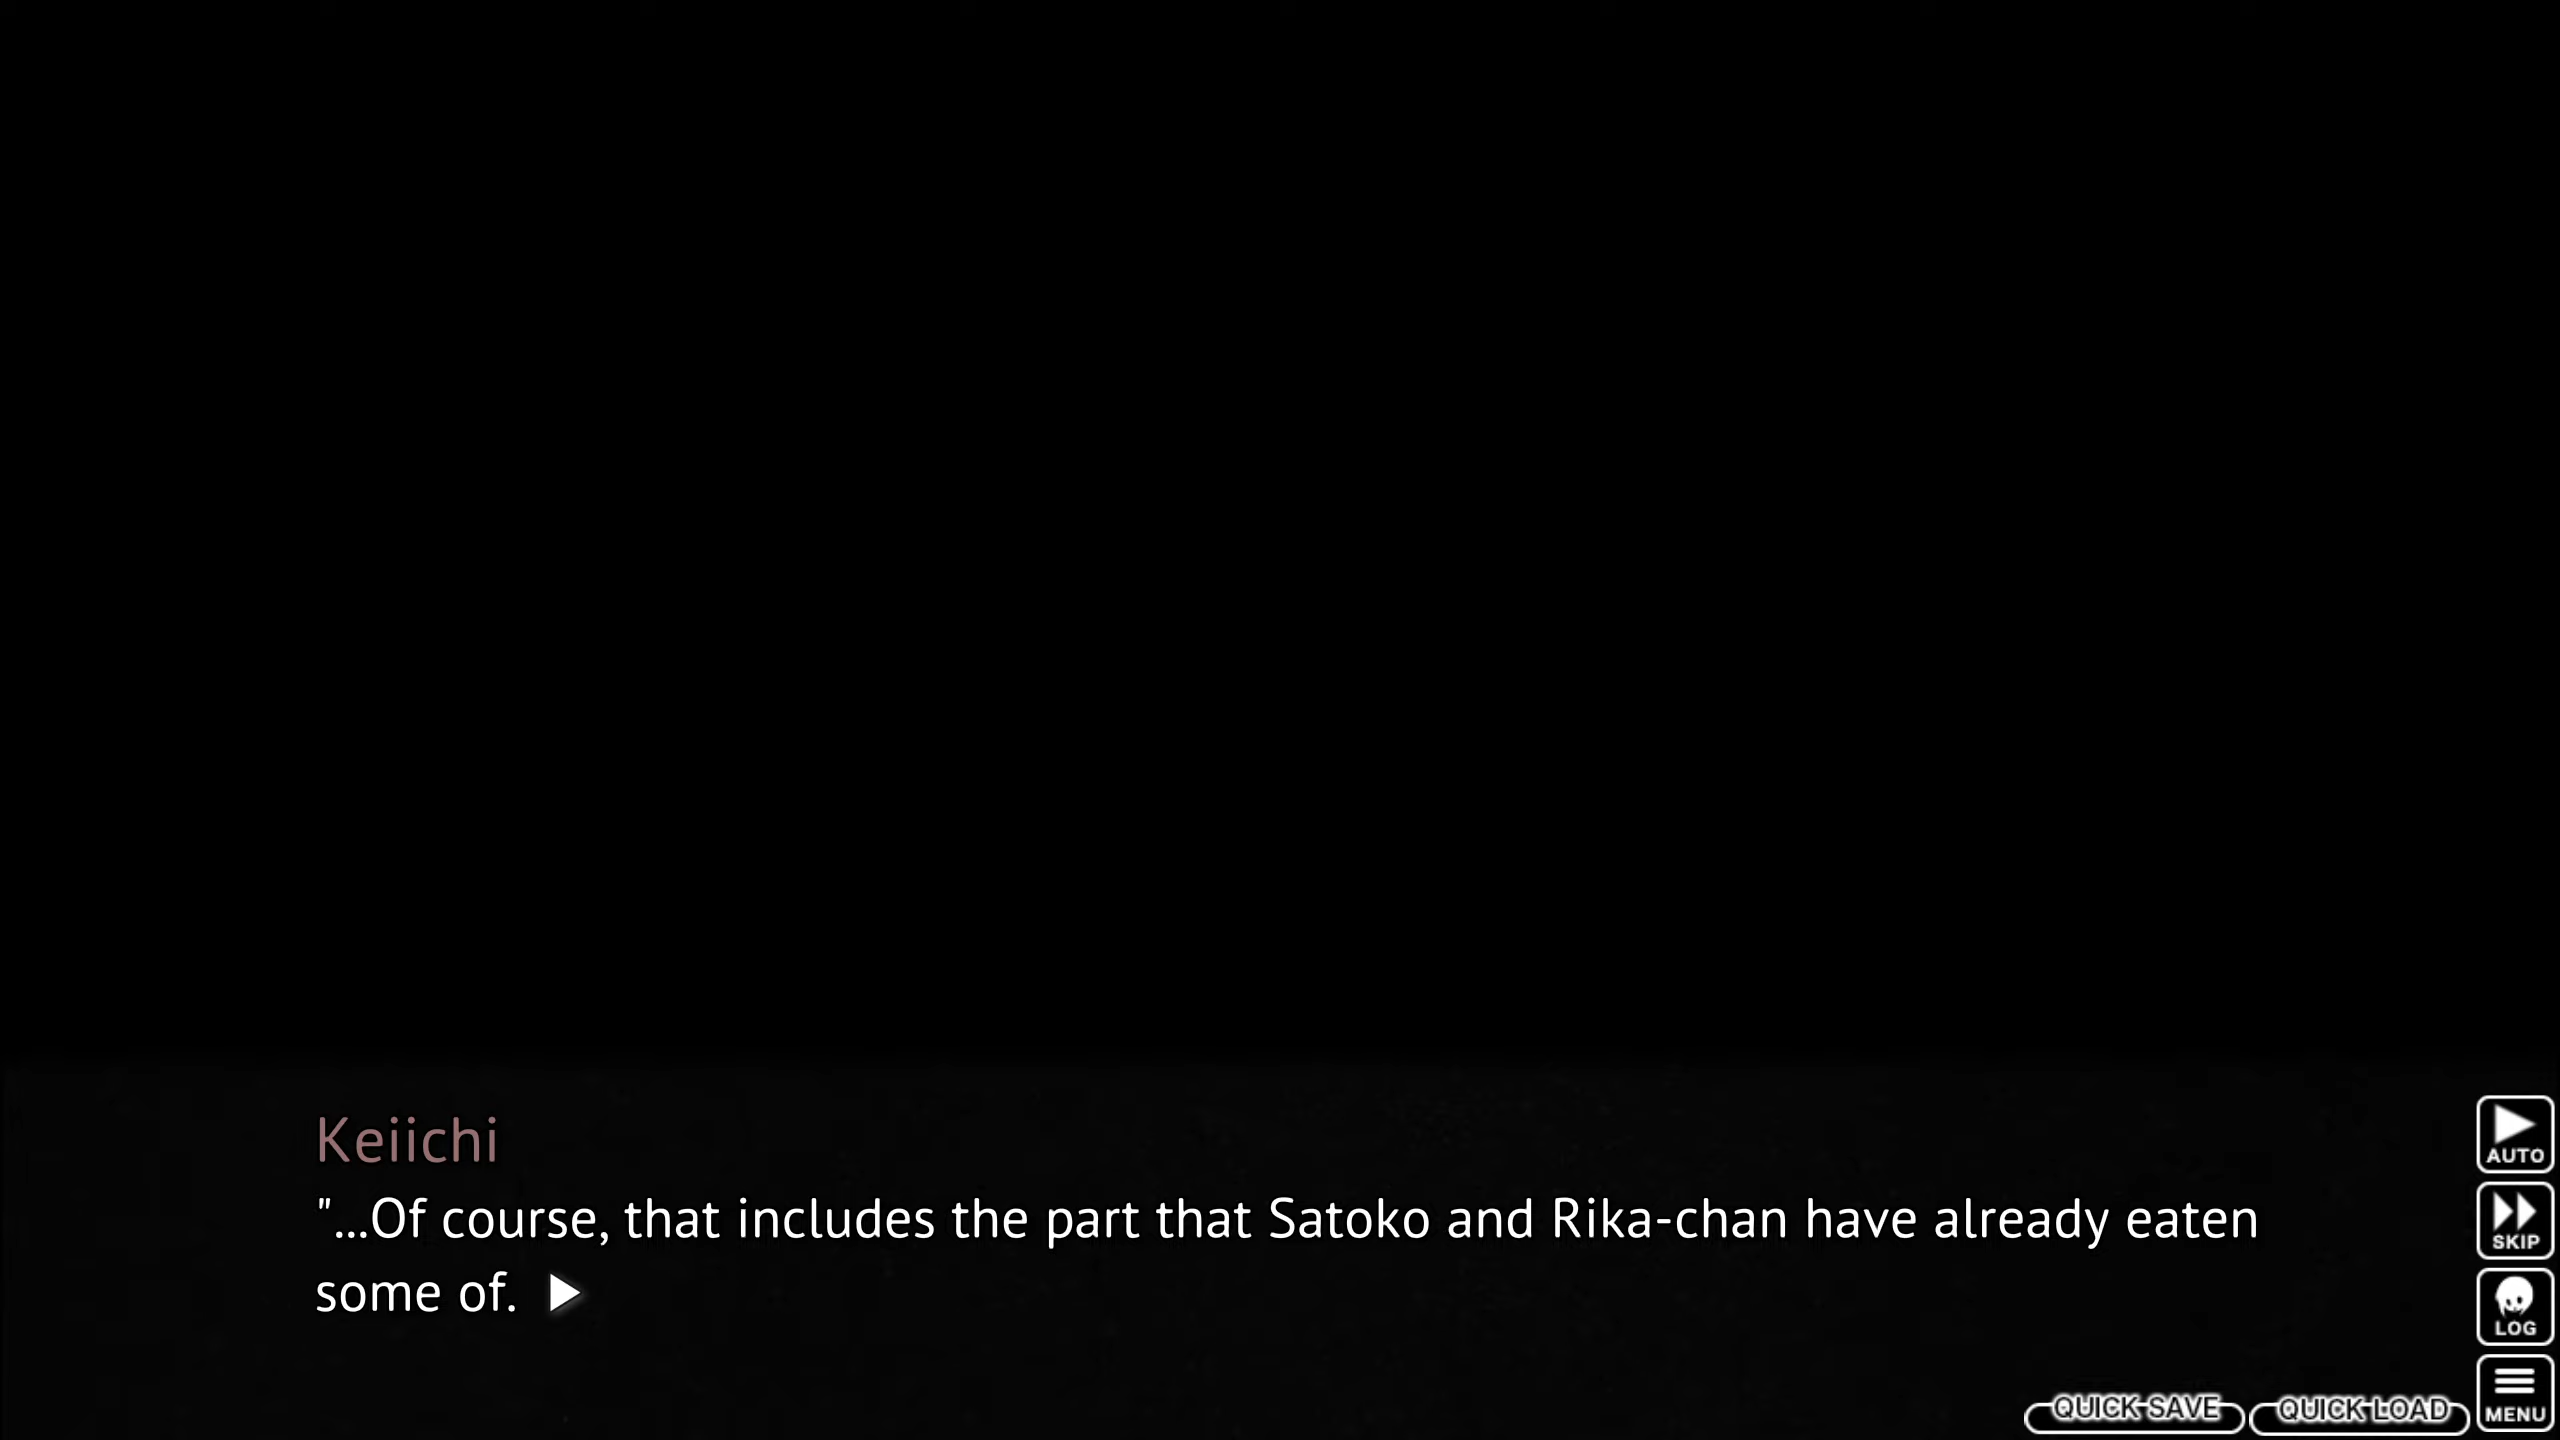 Keiichi
"...Of course, that includes the part that Satoko and Rika-chan have already eaten
some of.
AUTO
SKIP
LOG
MENU
QUICK SAVE
QUICK LOAD